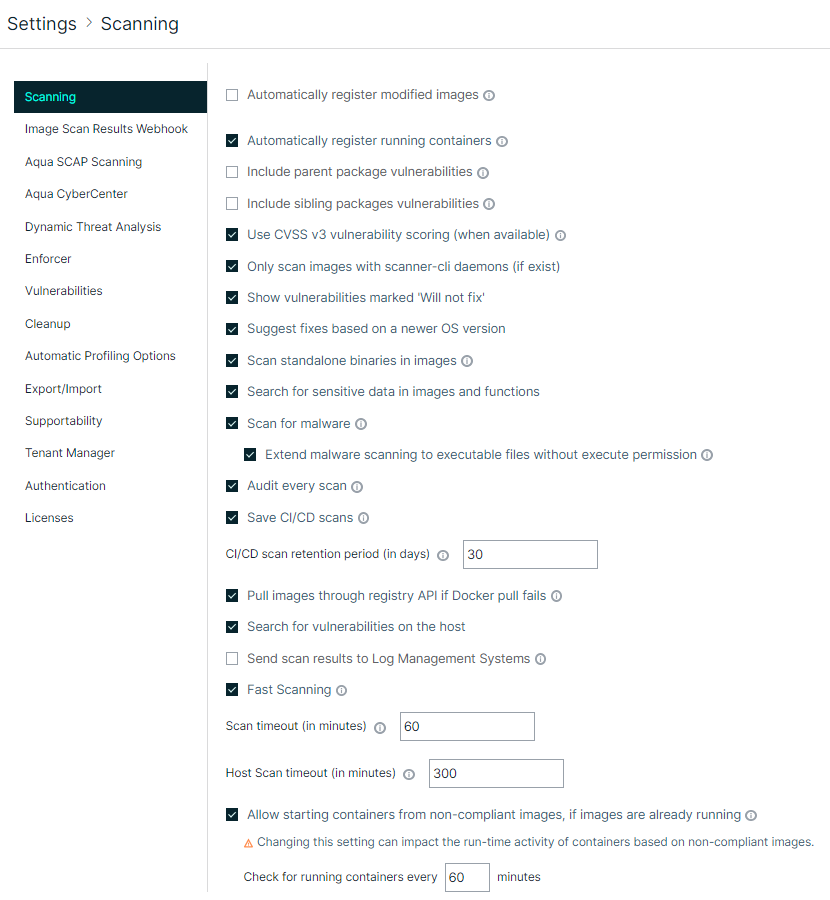 Settings > Scanning
Scanning
Image Scan Results Webhook
Aqua SCAP Scanning
Aqua CyberCenter
Dynamic Threat Analysis
Enforcer
Vulnerabilities
Cleanup
Automatic Profiling Options
Export/Import
Supportability
Tenant Manager
Authentication
Licenses
Automatically register modified images
Automatically register running containers
Include parent package vulnerabilities
Include sibling packages vulnerabilities
Use CVSS v3 vulnerability scoring (when available)
Only scan images with scanner-cli daemons (if exist)
Show vulnerabilities marked 'Will not fix'
Suggest fixes based on a newer OS version
Scan standalone binaries in images
Search for sensitive data in images and functions
Scan for malware
Extend malware scanning to executable files without execute permission
Audit every scan
Save CI/CD scans
CI/CD scan retention period (in days) 30
Pull images through registry API if Docker pull fails
Search for vulnerabilities on the host
Send scan results to Log Management Systems
Fast Scanning
Scan timeout (in minutes) 60
Host Scan timeout (in minutes) 300
Allow starting containers from non-compliant images, if images are already running
Changing this setting can impact the run-time activity of containers based on non-compliant images.
Check for running containers every 60 minutes